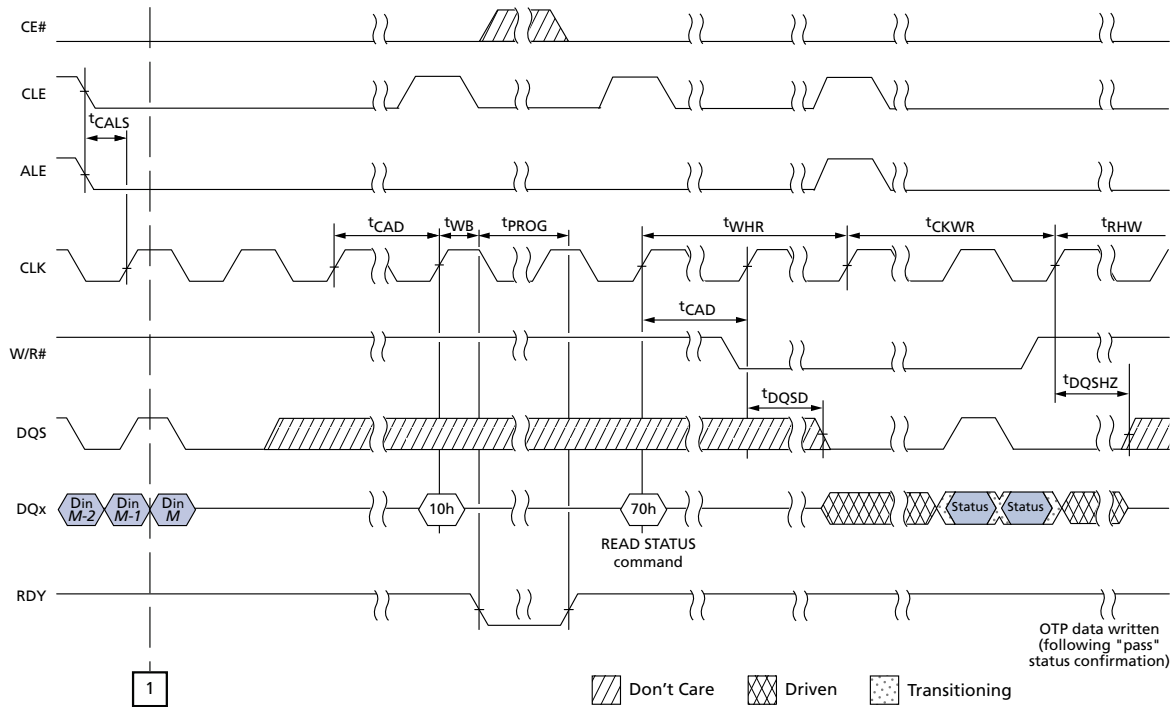 CE#
CLE
tCALS
ALE
tCAD
tWB
tPROG
tWHR
tCKWR
tRHW
CLK
tCAD
W/R#
tDQSD
tDQSHZ
DQS
DQx
Din M-2
Din M-1
Din M
10h
70h
Status
Status
READ STATUS
command
RDY
OTP data written
(following "pass"
status confirmation)
1
Don't Care
Driven
Transitioning